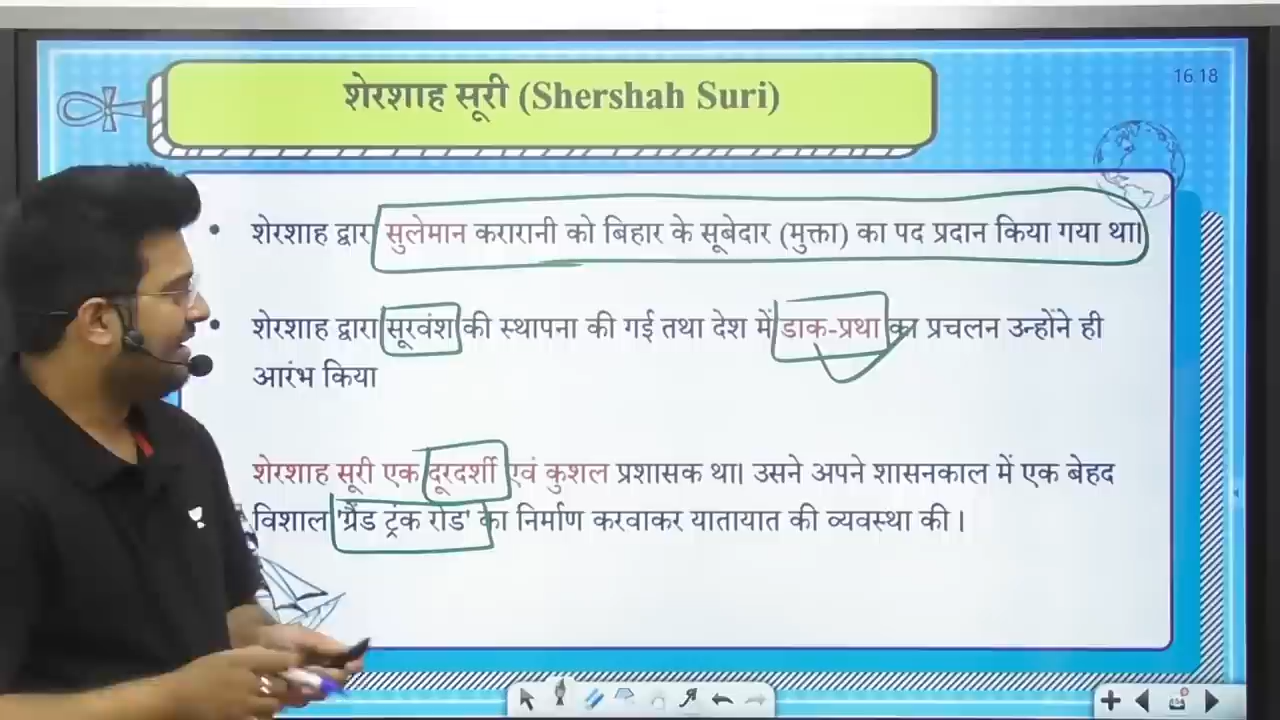 16.18
शेरशाह सूरी (Shershah Suri)
• शेरशाह द्वारा सुलेमान करारानी को बिहार के सूबेदार (मुक्ता) का पद प्रदान किया गया था।
• शेरशाह द्वारा सूरवंश की स्थापना की गई तथा देश में डाक-प्रथा का प्रचलन उन्होंने ही
आरंभ किया
शेरशाह सूरी एक दूरदर्शी एवं कुशल प्रशासक था। उसने अपने शासनकाल में एक बेहद
विशाल 'ग्रैंड ट्रंक रोड' का निर्माण करवाकर यातायात की व्यवस्था की ।